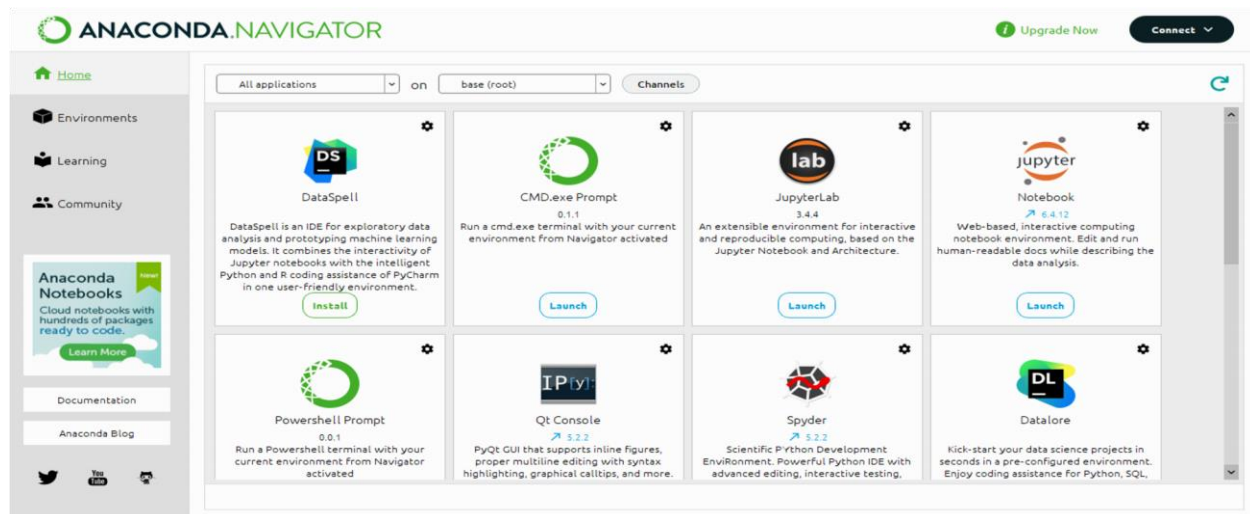 ANACONDA.NAVIGATOR
i Upgrade Now
Connect
Home
Environments
Learning
Community
Anaconda
Notebooks
New!
Cloud notebooks with
hundreds of packages
ready to code.
Learn More
Documentation
Anaconda Blog
You
Tube
All applications
on
base (root)
Channels
DS
DataSpell
DataSpell is an IDE for exploratory data
analysis and prototyping machine learning
models. It combines the interactivity of
Jupyter notebooks with the intelligent
Python and R coding assistance of PyCharm
in one user-friendly environment.
Install
CMD.exe Prompt
0.1.1
Run a cmd.exe terminal with your current
environment from Navigator activated
Launch
lab
JupyterLab
3.4.4
An extensible environment for interactive
and reproducible computing, based on the
Jupyter Notebook and Architecture.
Launch
jupyter
Notebook
6.4.12
Web-based, interactive computing
notebook environment. Edit and run
human-readable docs while describing the
data analysis.
Launch
Powershell Prompt
0.0.1
Run a Powershell terminal with your
current environment from Navigator
activated
IP[y]:
Qt Console
5.2.2
PyQt GUI that supports inline figures,
proper multiline editing with syntax
highlighting, graphical calltips, and more.
Spyder
5.2.2
Scientific PYthon Development
EnviRonment. Powerful Python IDE with
advanced editing, interactive testing,
DL
Datalore
Kick-start your data science projects in
seconds in a pre-configured environment.
Enjoy coding assistance for Python, SQL,